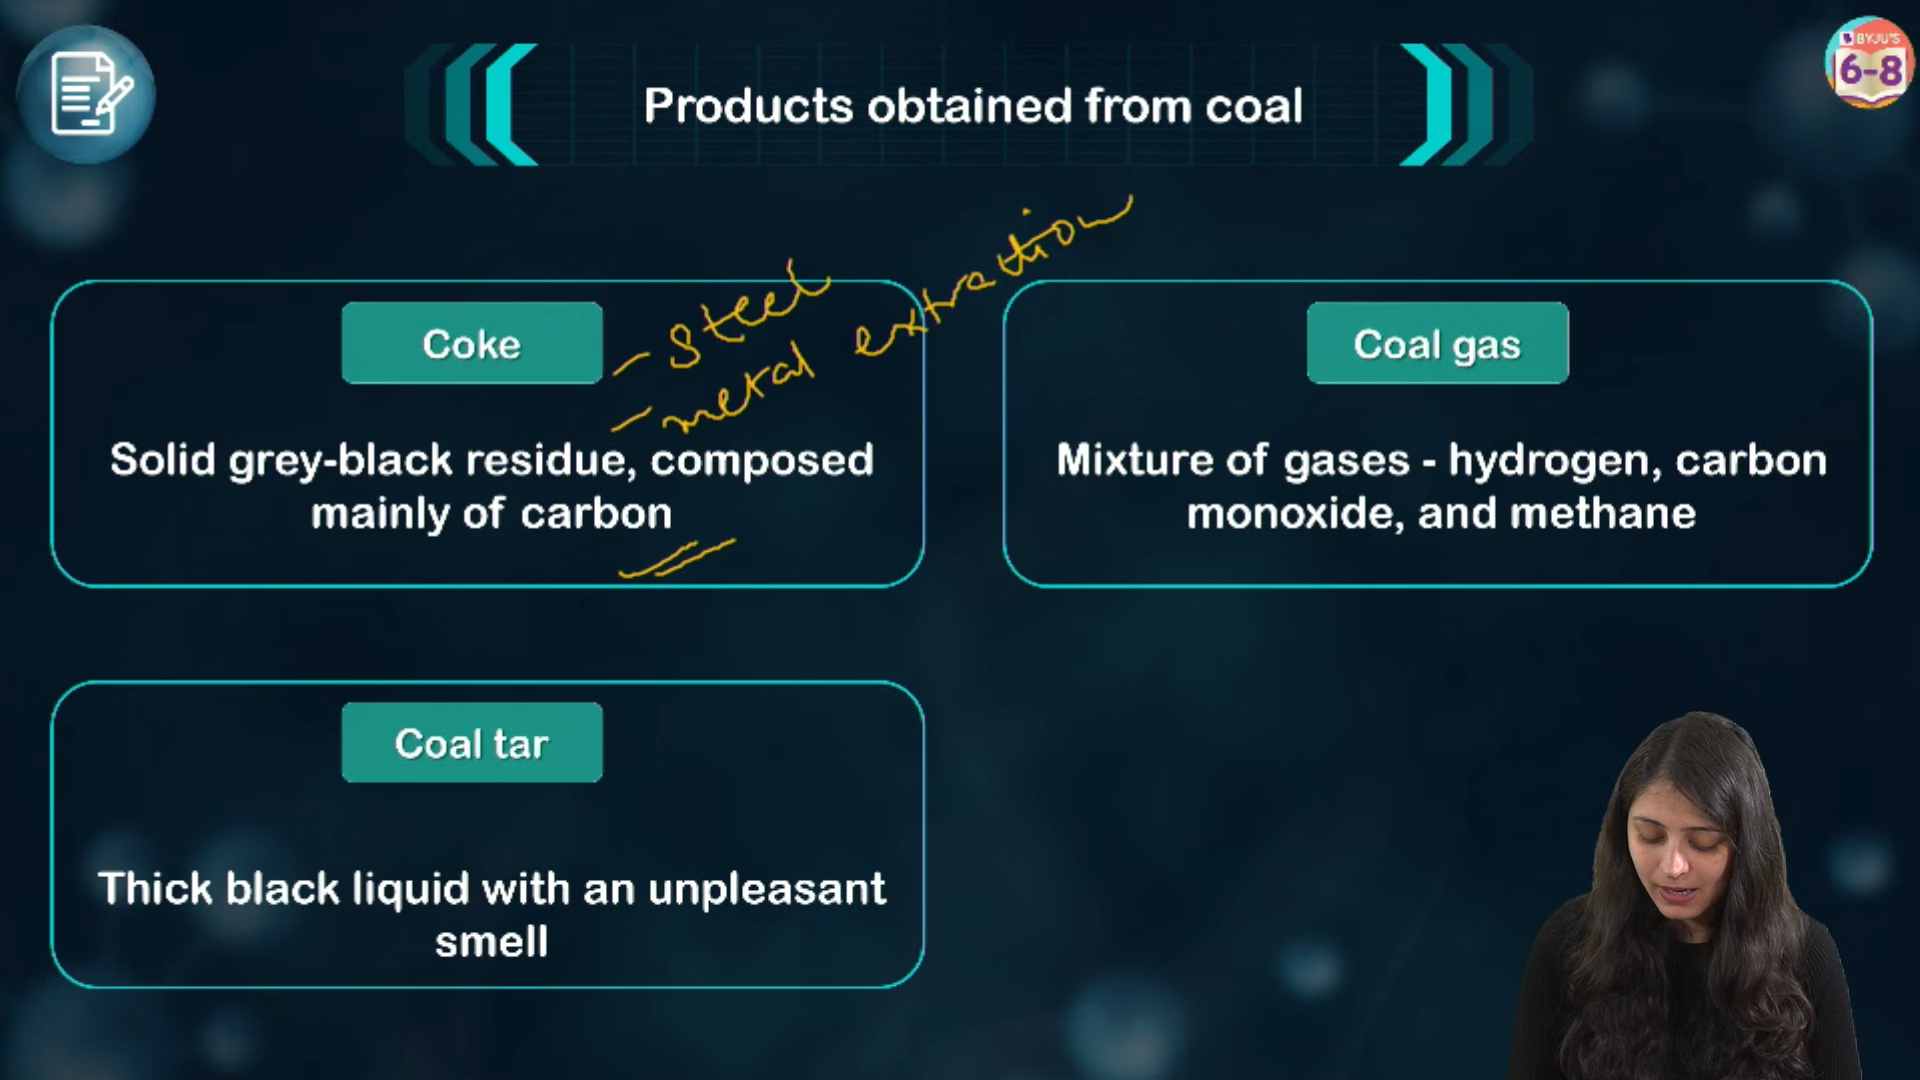 BYJU'S
6-8
Products obtained from coal
Coke
- steel
- metal extraction
Solid grey-black residue, composed
mainly of carbon
Coal gas
Mixture of gases - hydrogen, carbon
monoxide, and methane
Coal tar
Thick black liquid with an unpleasant
smell